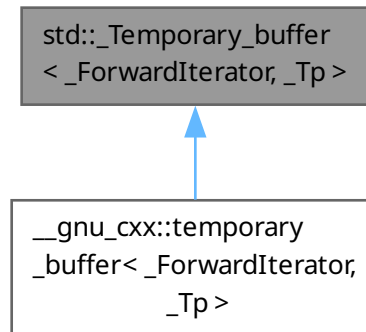 std::_Temporary_buffer
< _ForwardIterator, _Tp >
__gnu_cxx::temporary
_buffer< _ForwardIterator,
_Tp >